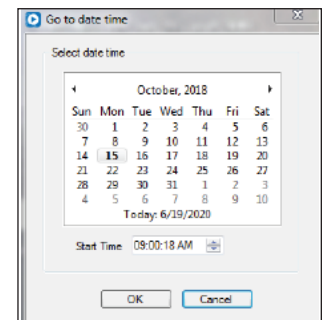 Go to date time
Select date time
October, 2018
Sun Mon Tue Wed Thu Fri Sat
30 1 2 3 4 5 6
7 8 9 10 11 12 13
14 15 16 17 18 19 20
21 22 23 24 25 26 27
28 29 30 31 1 2 3
4 5 6 7 8 9 10
Today: 6/19/2020
Start Time 09:00:18 AM
OK Cancel